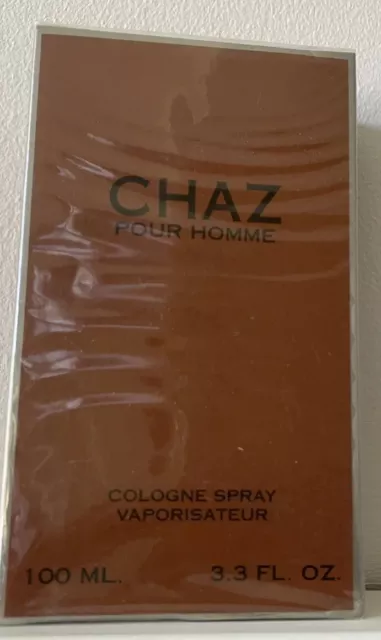 CHAZ
POUR HOMME
COLOGNE SPRAY
VAPORISATEUR
100 ML. 3.3 FL. OZ.